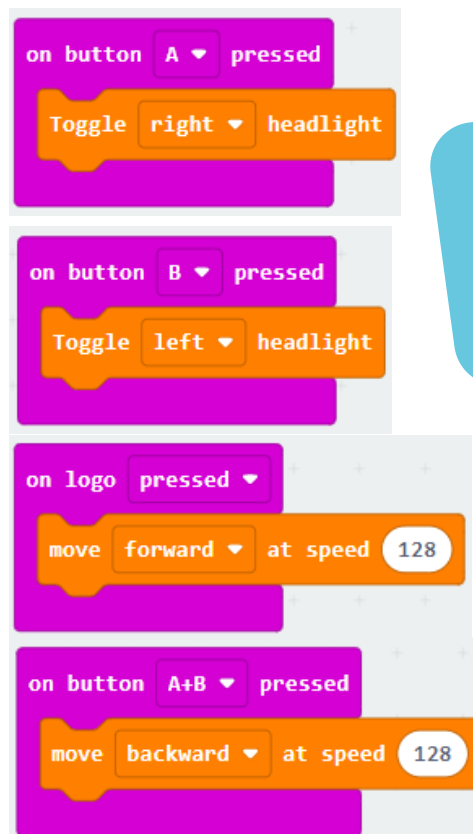 on button A pressed
Toggle right headlight
on button B pressed
Toggle left headlight
on logo pressed
move forward at speed 128
on button A+B pressed
move backward at speed 128